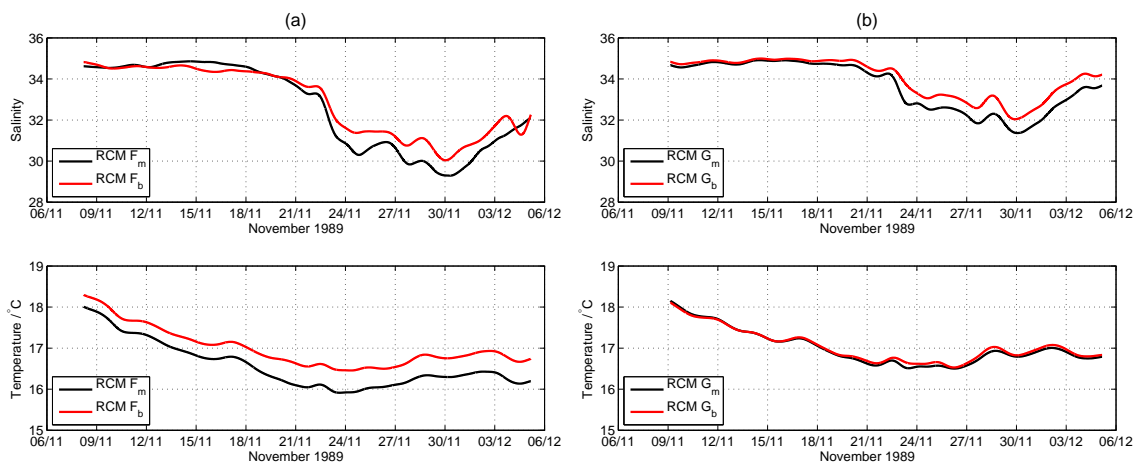 (a)
36
34
32
30
28
Salinity
RCM F_m
RCM F_b
06/11 09/11 12/11 15/11 18/11 21/11 24/11 27/11 30/11 03/12 06/12
November 1989
(b)
36
34
32
30
28
Salinity
RCM G_m
RCM G_b
06/11 09/11 12/11 15/11 18/11 21/11 24/11 27/11 30/11 03/12 06/12
November 1989
19
18
17
16
15
Temperature / °C
RCM F_m
RCM F_b
06/11 09/11 12/11 15/11 18/11 21/11 24/11 27/11 30/11 03/12 06/12
November 1989
19
18
17
16
15
Temperature / °C
RCM G_m
RCM G_b
06/11 09/11 12/11 15/11 18/11 21/11 24/11 27/11 30/11 03/12 06/12
November 1989